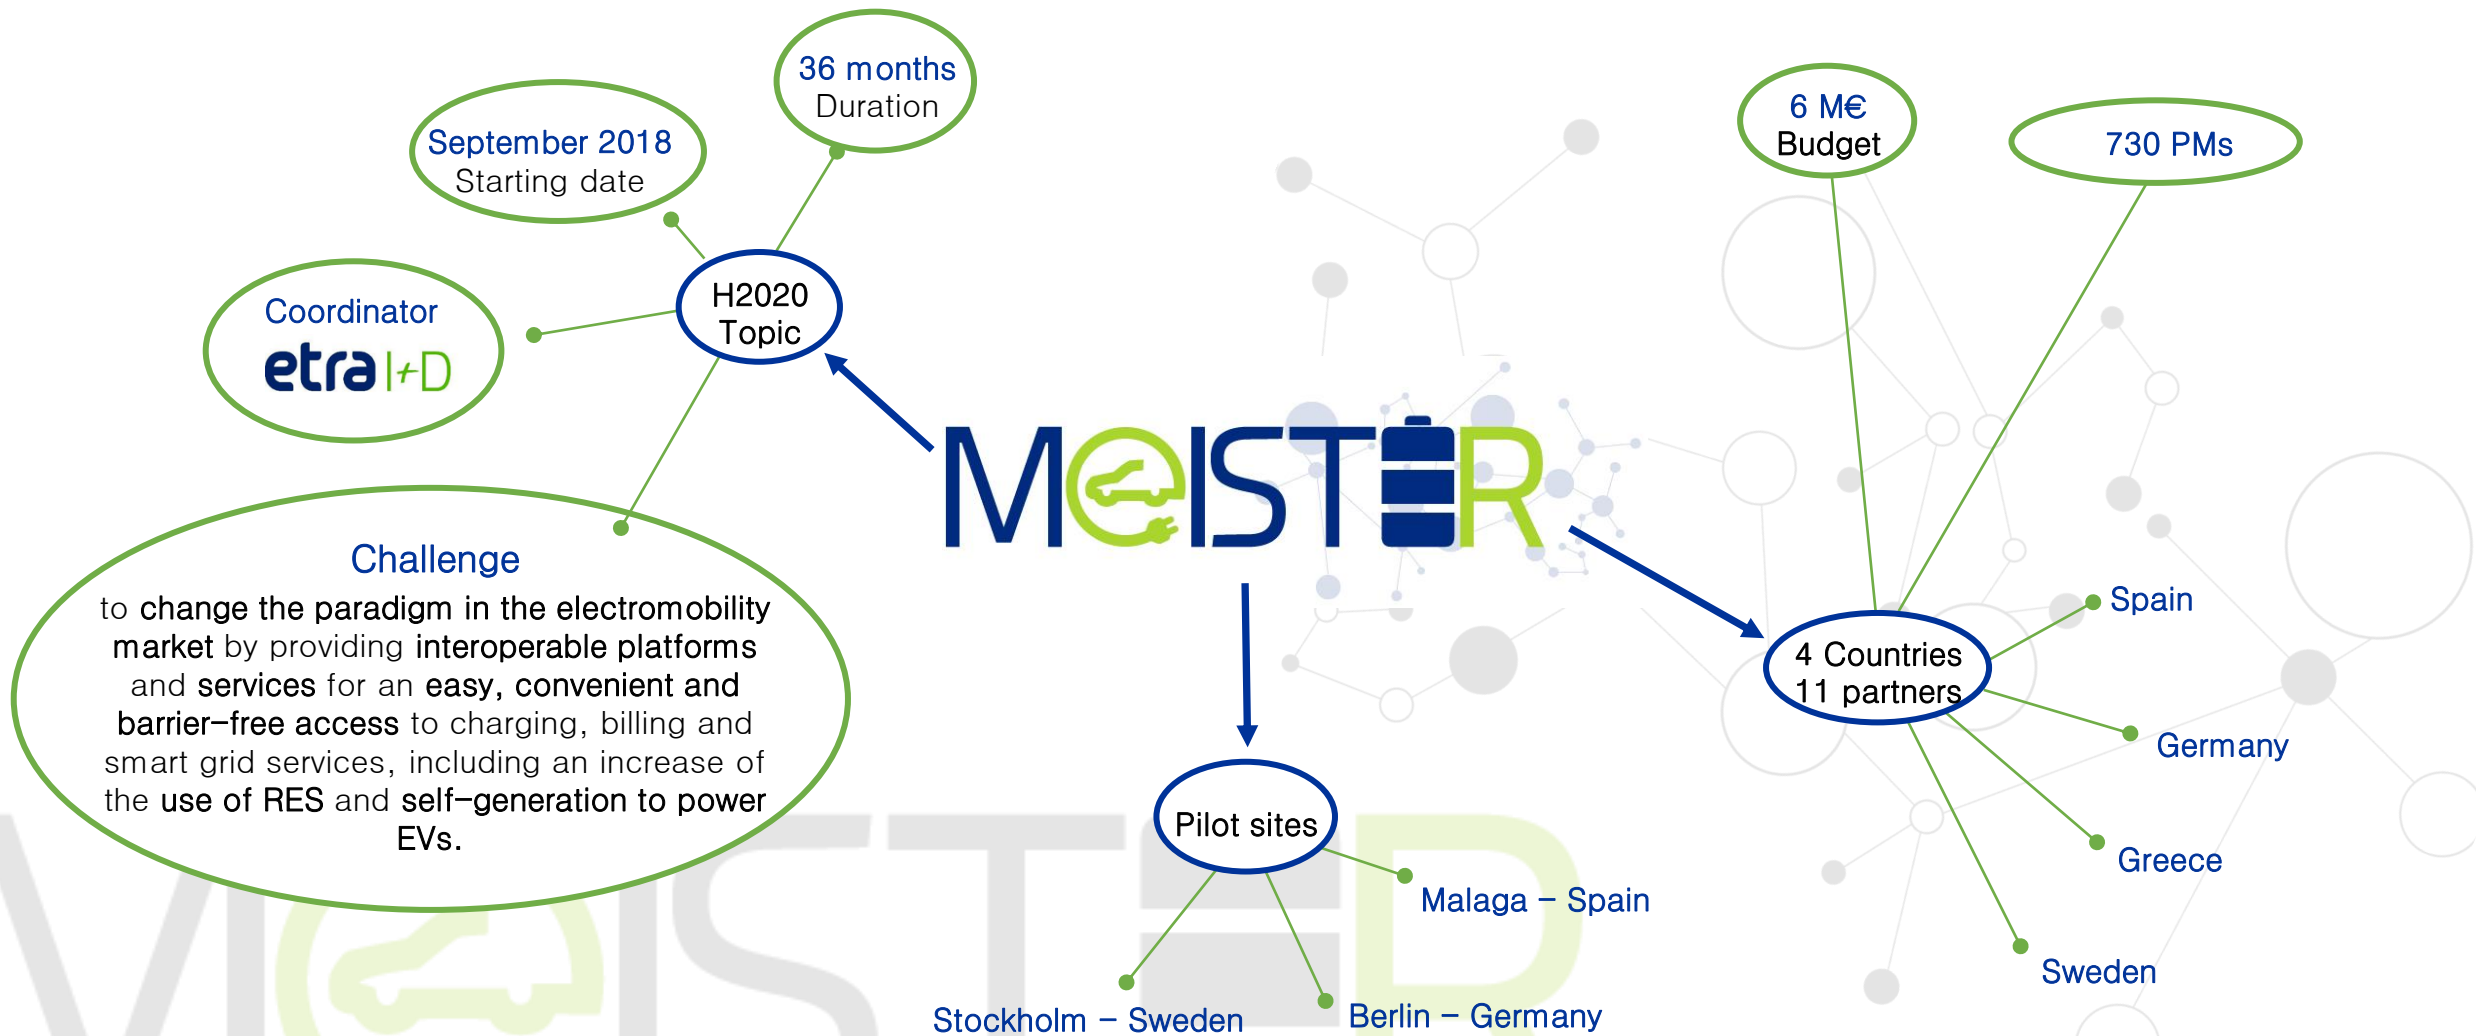 36 months
Duration
September 2018
Starting date
Coordinator
etra I+D
H2020
Topic
Challenge
to change the paradigm in the electromobility
market by providing interoperable platforms
and services for an easy, convenient and
barrier-free access to charging, billing and
smart grid services, including an increase of
the use of RES and self-generation to power
EVs.
MeISTER
Pilot sites
Malaga - Spain
Berlin - Germany
Stockholm - Sweden
6 M€
Budget
730 PMs
4 Countries
11 partners
Spain
Germany
Greece
Sweden
MeISTER